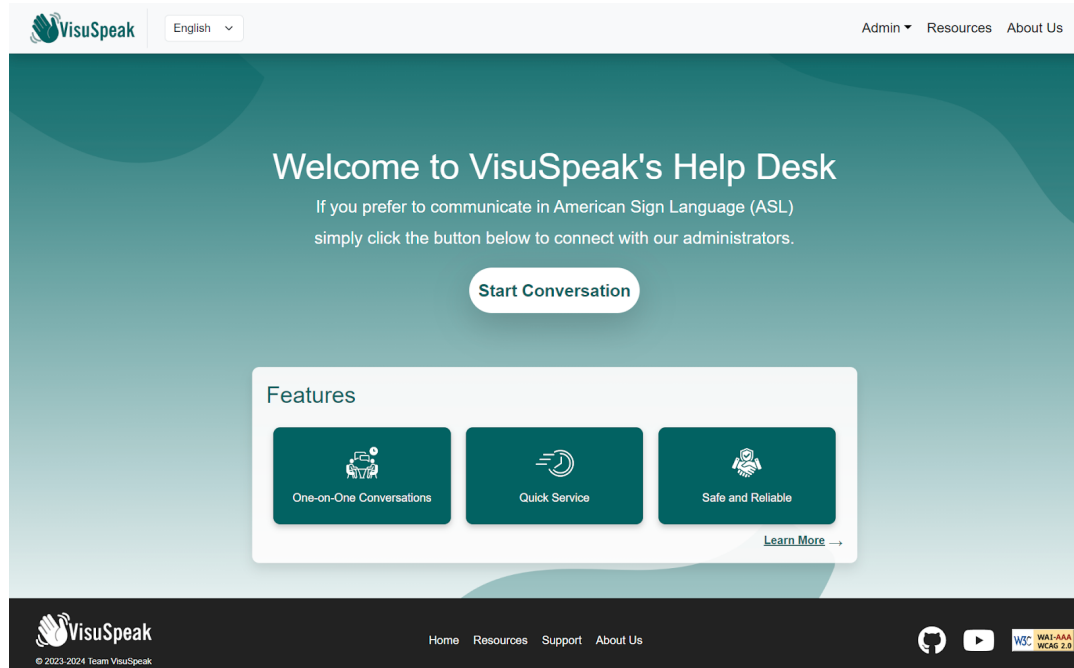 VisuSpeak
English
Admin
Resources
About Us
Welcome to VisuSpeak's Help Desk
If you prefer to communicate in American Sign Language (ASL)
simply click the button below to connect with our administrators.
Start Conversation
Features
One-on-One Conversations
Quick Service
Safe and Reliable
Learn More →
VisuSpeak
© 2023-2024 Team VisuSpeak
Home
Resources
Support
About Us
W3C
WAI-AAA
WCAG 2.0